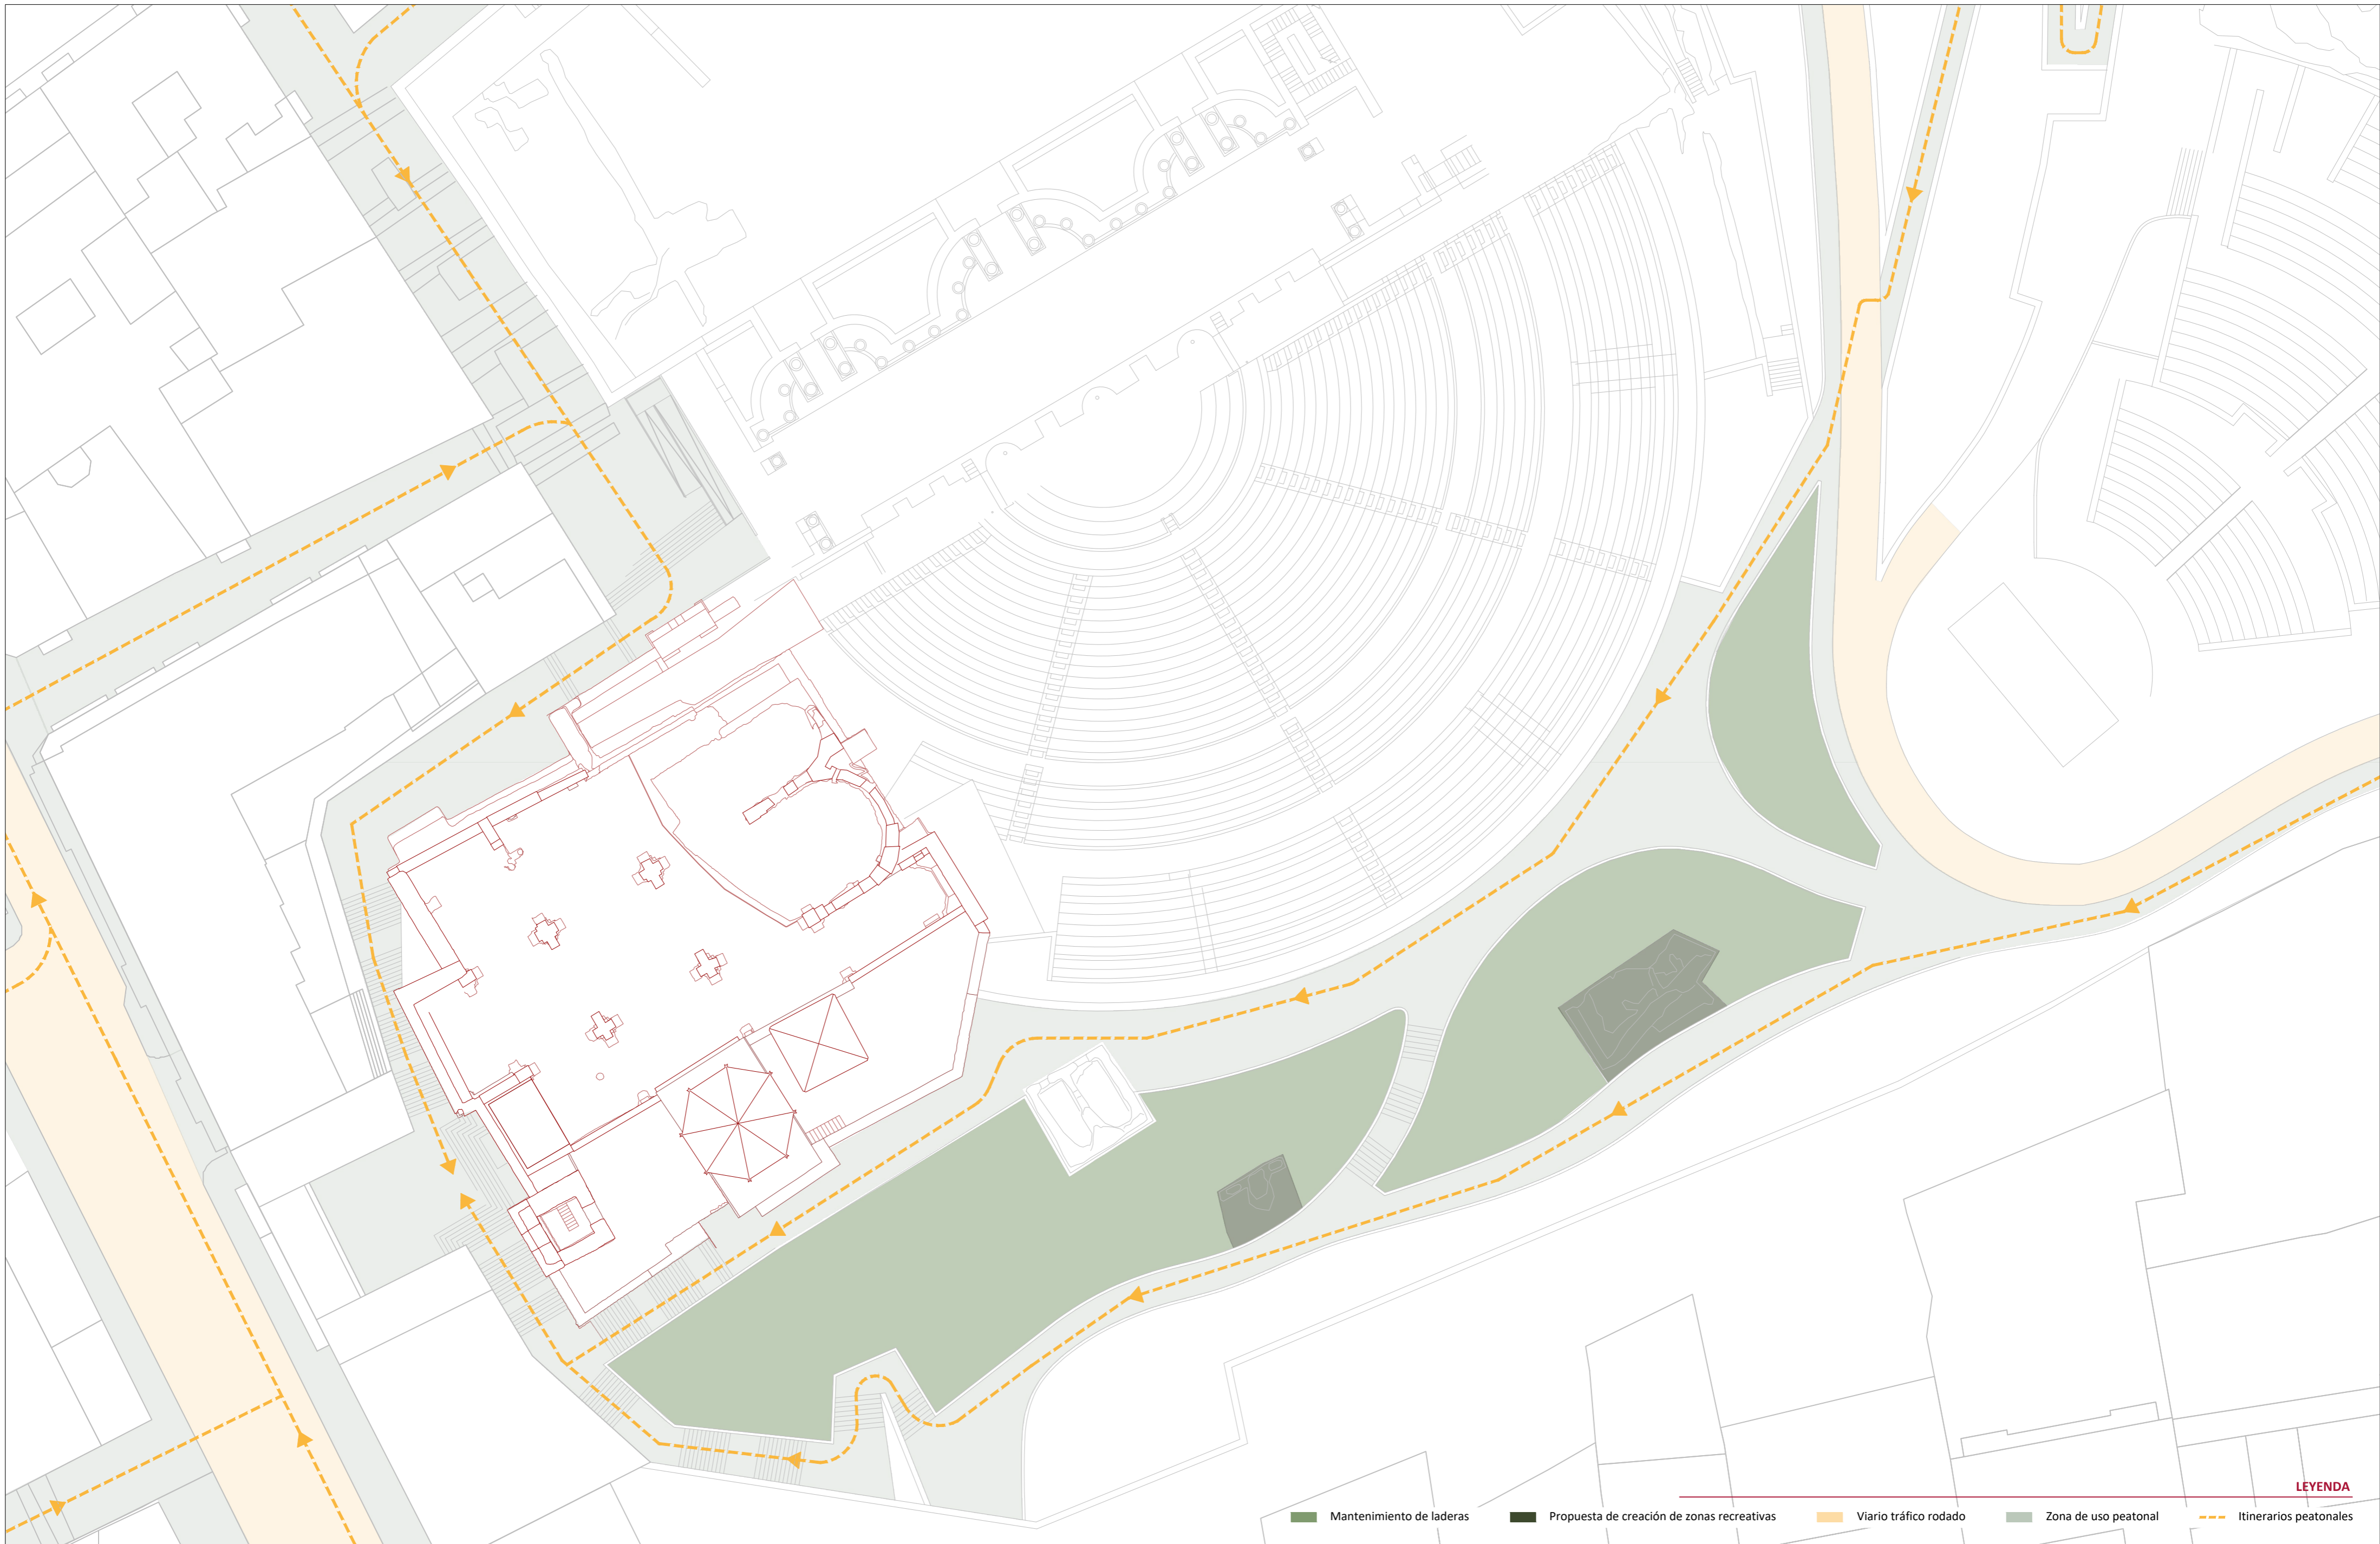 LEYENDA
Mantenimiento de laderas Propuesta de creación de zonas recreativas Viario tráfico rodado Zona de uso peatonal Itinerarios peatonales